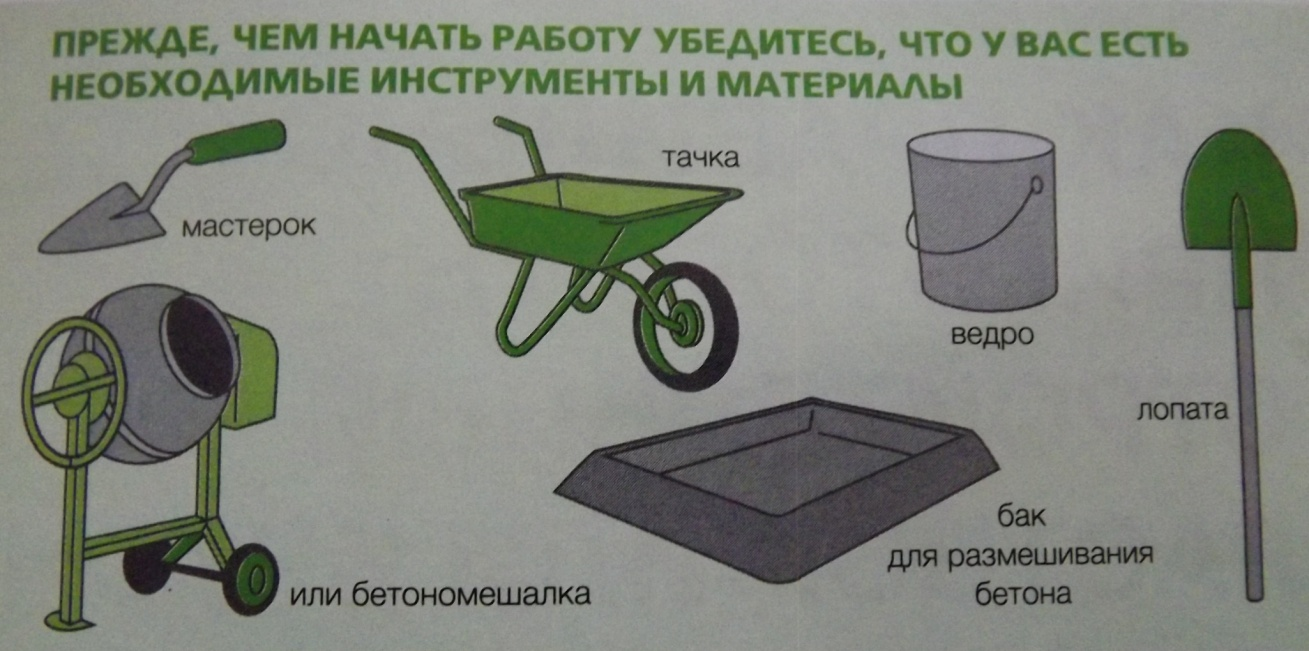 ПРЕЖДЕ, ЧЕМ НАЧАТЬ РАБОТУ УБЕДИТЕСЬ, ЧТО У ВАС ЕСТЬ
НЕОБХОДИМЫЕ ИНСТРУМЕНТЫ И МАТЕРИАЛЫ
мастерок
тачка
ведро
лопата
или бетономешалка
бак
для размешивания
бетона